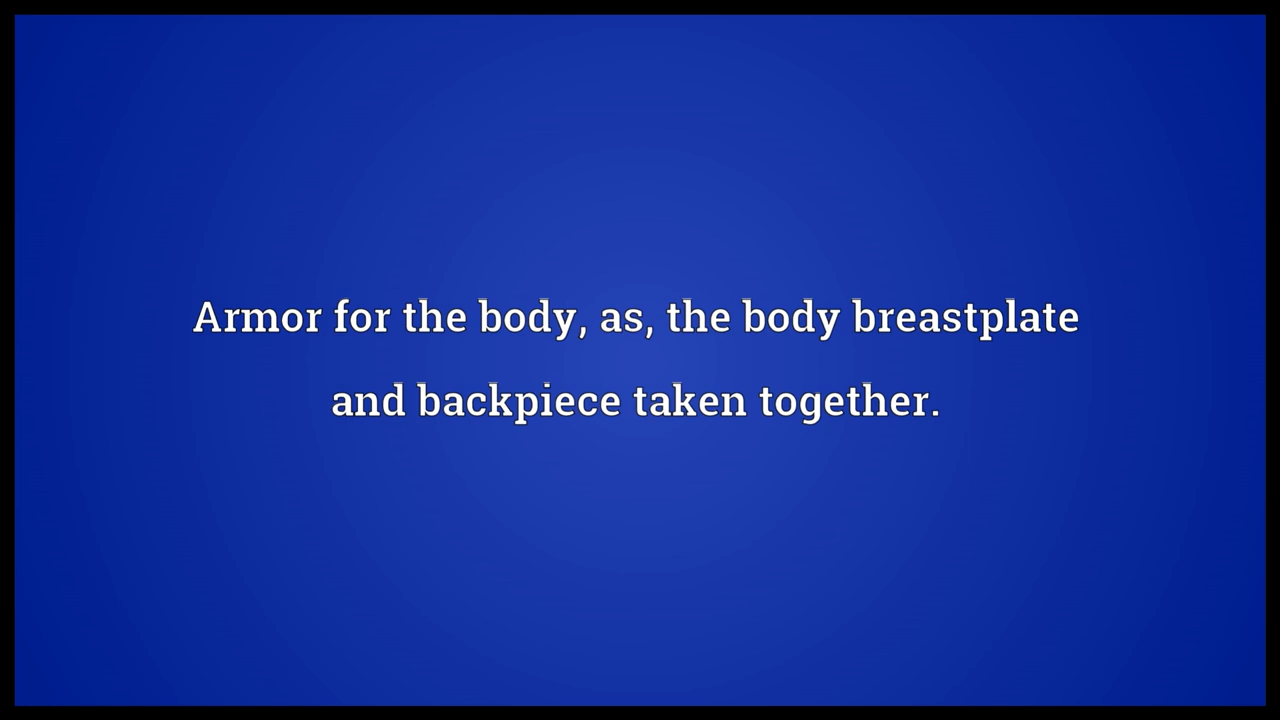 Armor for the body, as, the body breastplate
and backpiece taken together.